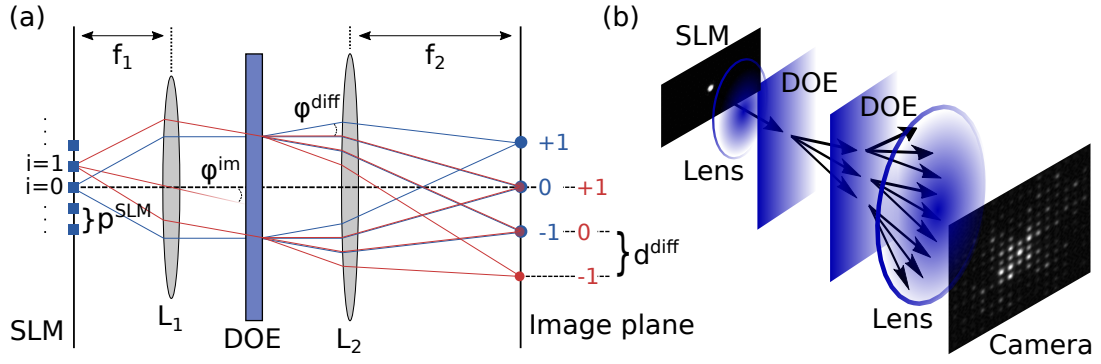 (a)
f₁
f₂
φᵈⁱᶠᶠ
+1
i=1
i=0
φⁱᵐ
0
+1
} pˢᴸᴹ
-1
0
} dᵈⁱᶠᶠ
-1
SLM
L₁
DOE
L₂
Image plane
(b)
SLM
DOE
DOE
Lens
Lens
Camera